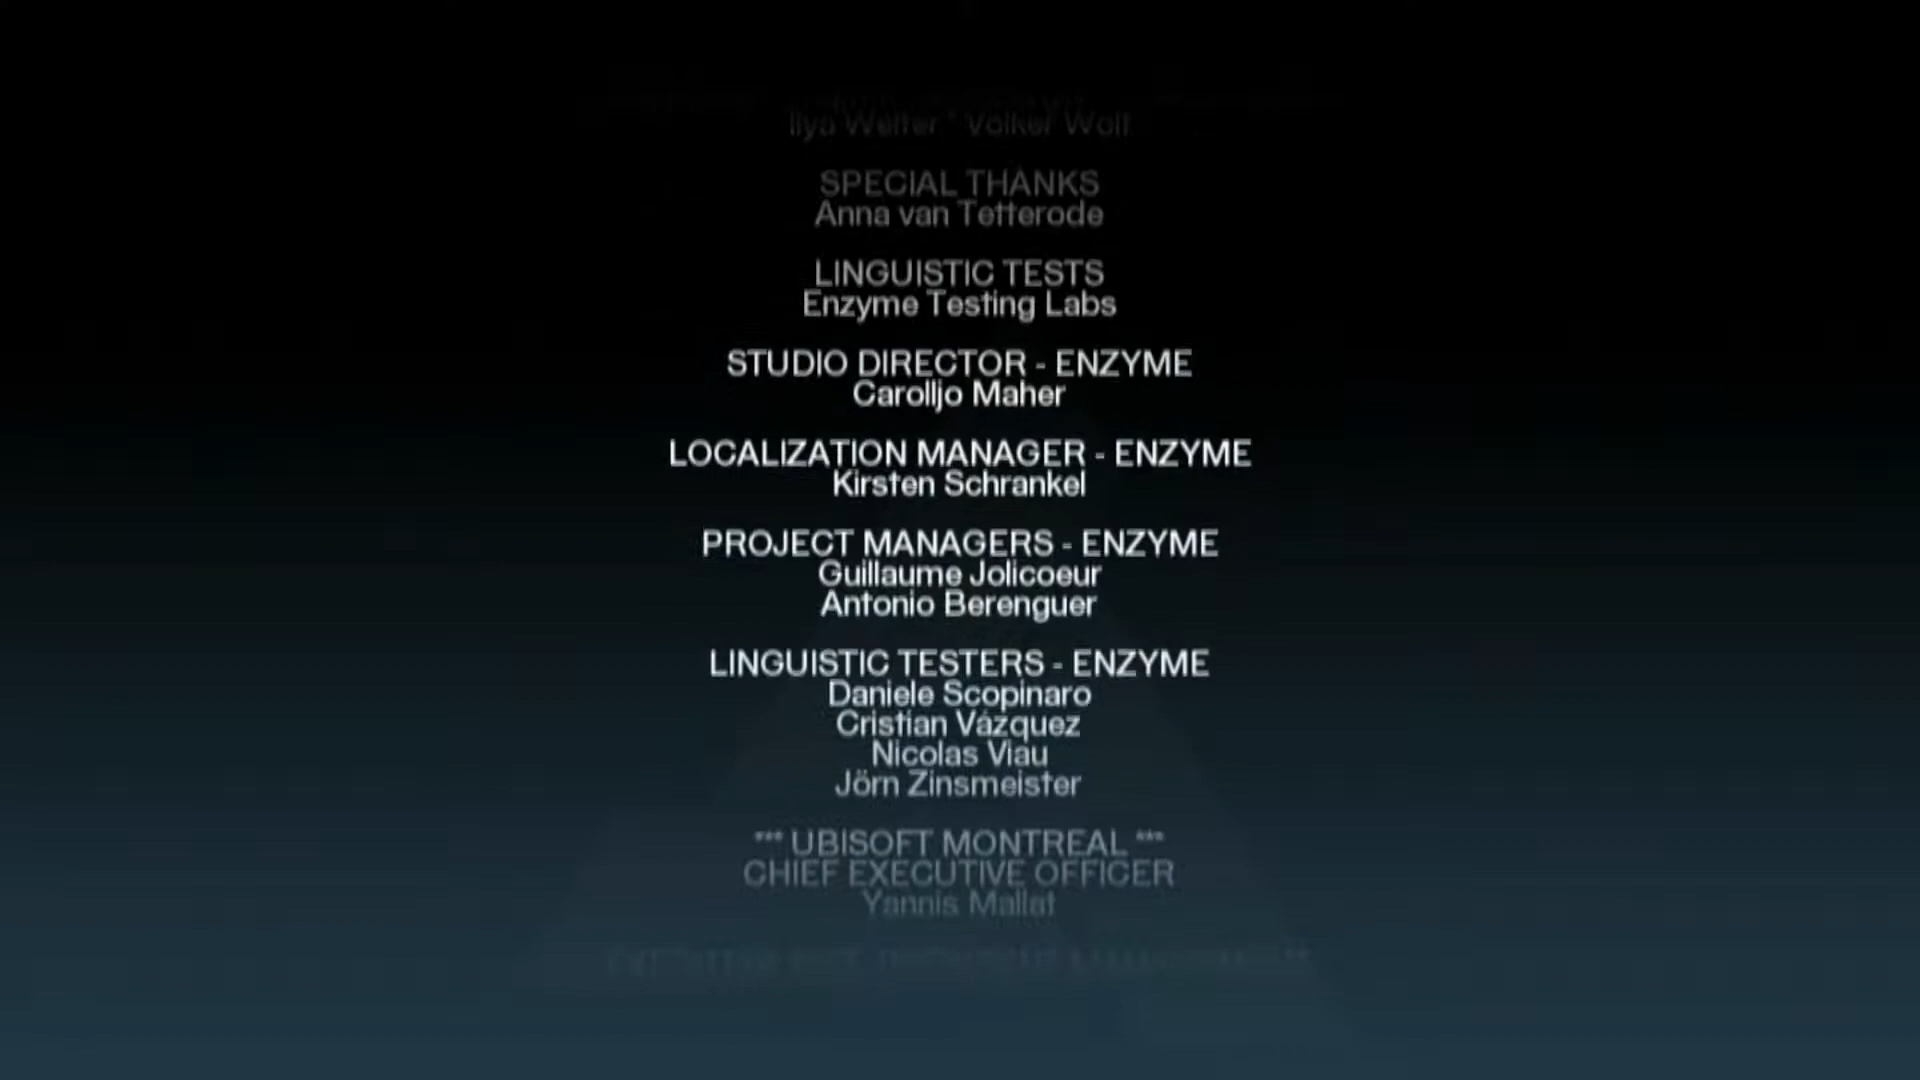 Ilya Welter * Volker Wolf
SPECIAL THANKS
Anna van Tetterode
LINGUISTIC TESTS
Enzyme Testing Labs
STUDIO DIRECTOR - ENZYME
Carolljo Maher
LOCALIZATION MANAGER - ENZYME
Kirsten Schrankel
PROJECT MANAGERS - ENZYME
Guillaume Jolicoeur
Antonio Berenguer
LINGUISTIC TESTERS - ENZYME
Daniele Scopinaro
Cristian Vázquez
Nicolas Viau
Jörn Zinsmeister
*** UBISOFT MONTREAL ***
CHIEF EXECUTIVE OFFICER
Yannis Mallat